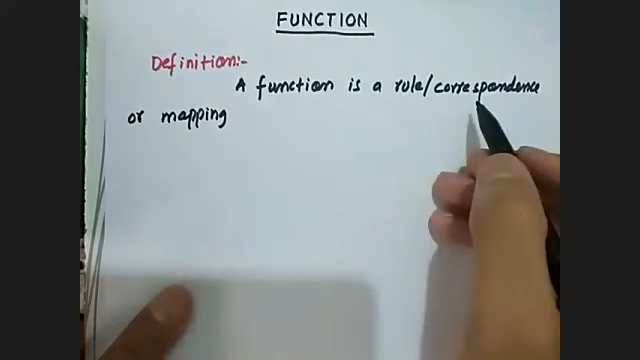 FUNCTION
Definition:-
A function is a rule/correspondence
or mapping